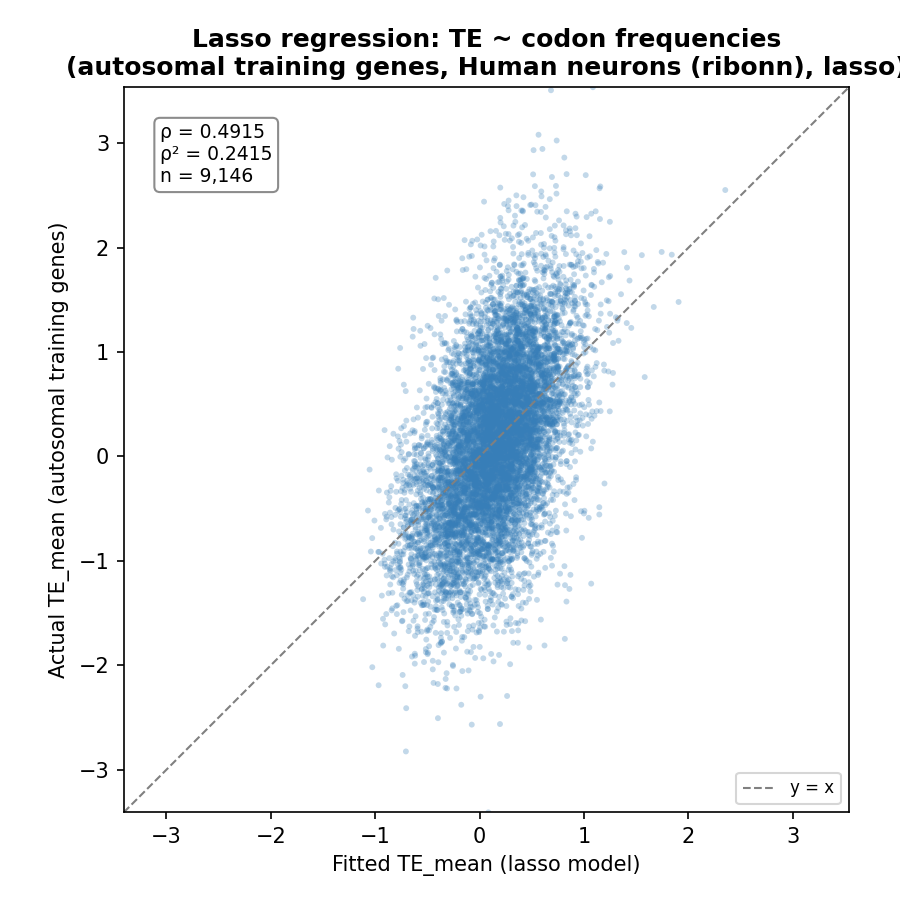 Lasso regression: TE ~ codon frequencies
(autosomal training genes, Human neurons (ribonn), lasso)
ρ = 0.4915
ρ² = 0.2415
n = 9,146
Actual TE_mean (autosomal training genes)
3
2
1
0
−1
−2
−3
y = x
−3
−2
−1
0
1
2
3
Fitted TE_mean (lasso model)